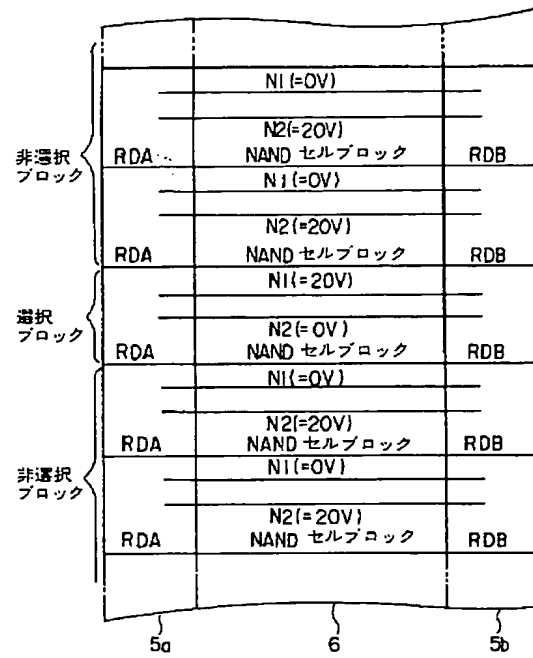 N1(=0V)
N2(=20V)
非選択
ブロック
RDA NAND セルブロック RDB
N1(=0V)
N2(=20V)
RDA NAND セルブロック RDB
N1(=20V)
選択
ブロック
N2(=0V)
RDA NAND セルブロック RDB
N1(=0V)
N2(=20V)
RDA NAND セルブロック RDB
非選択
ブロック
N1(=0V)
N2(=20V)
RDA NAND セルブロック RDB
5a 6 5b